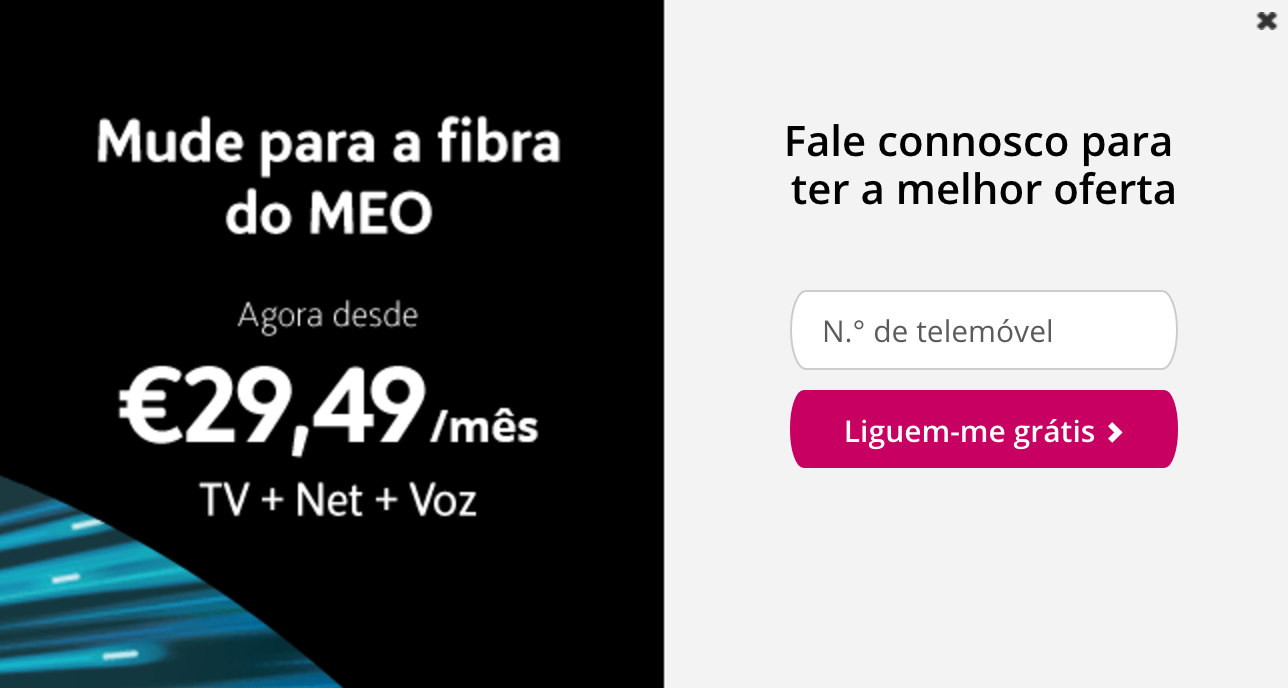 Mude para a fibra
do MEO
Agora desde
€29,49/mês
TV + Net + Voz
Fale connosco para
ter a melhor oferta
N.° de telemóvel
Liguem-me grátis